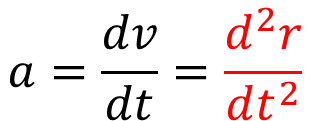 a = dv/dt = d²r/dt²